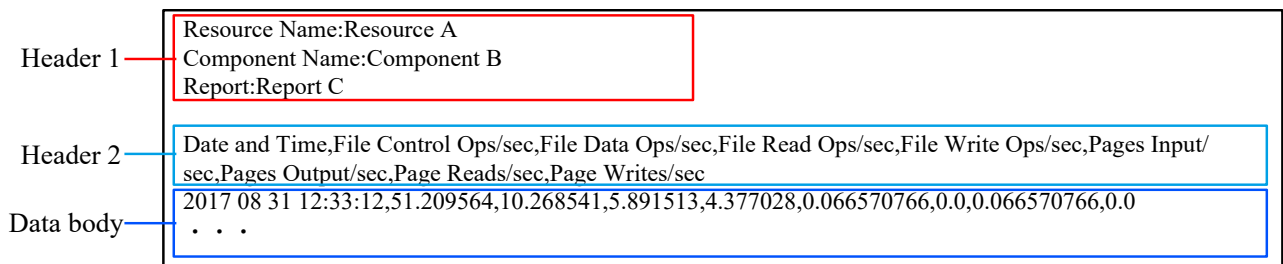 Header 1
Resource Name:Resource A
Component Name:Component B
Report:Report C
Header 2
Date and Time,File Control Ops/sec,File Data Ops/sec,File Read Ops/sec,File Write Ops/sec,Pages Input/
sec,Pages Output/sec,Page Reads/sec,Page Writes/sec
Data body
2017 08 31 12:33:12,51.209564,10.268541,5.891513,4.377028,0.066570766,0.0,0.066570766,0.0
・・・